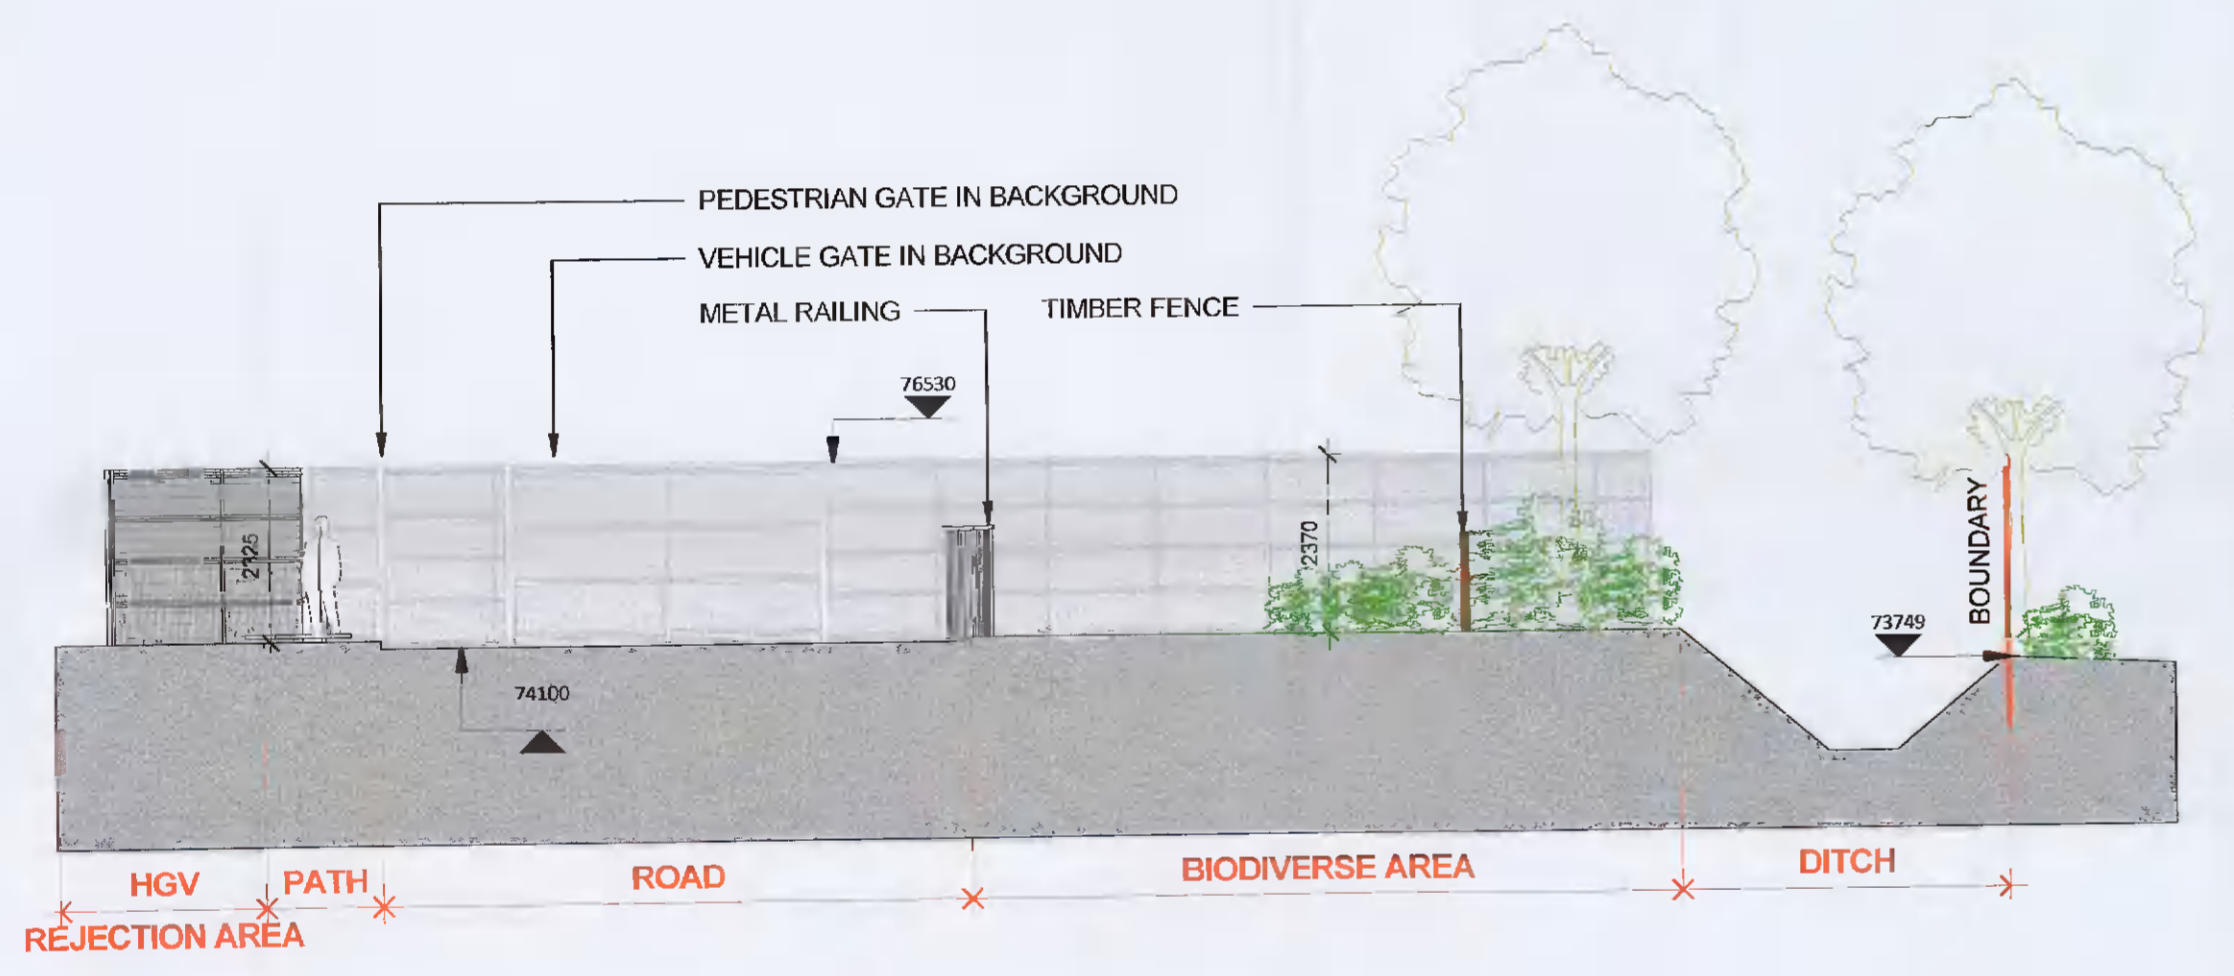 PEDESTRIAN GATE IN BACKGROUND
VEHICLE GATE IN BACKGROUND
METAL RAILING
TIMBER FENCE
76530
2325
2370
BOUNDARY
73749
74100
HGV
REJECTION AREA
PATH
ROAD
BIODIVERSE AREA
DITCH